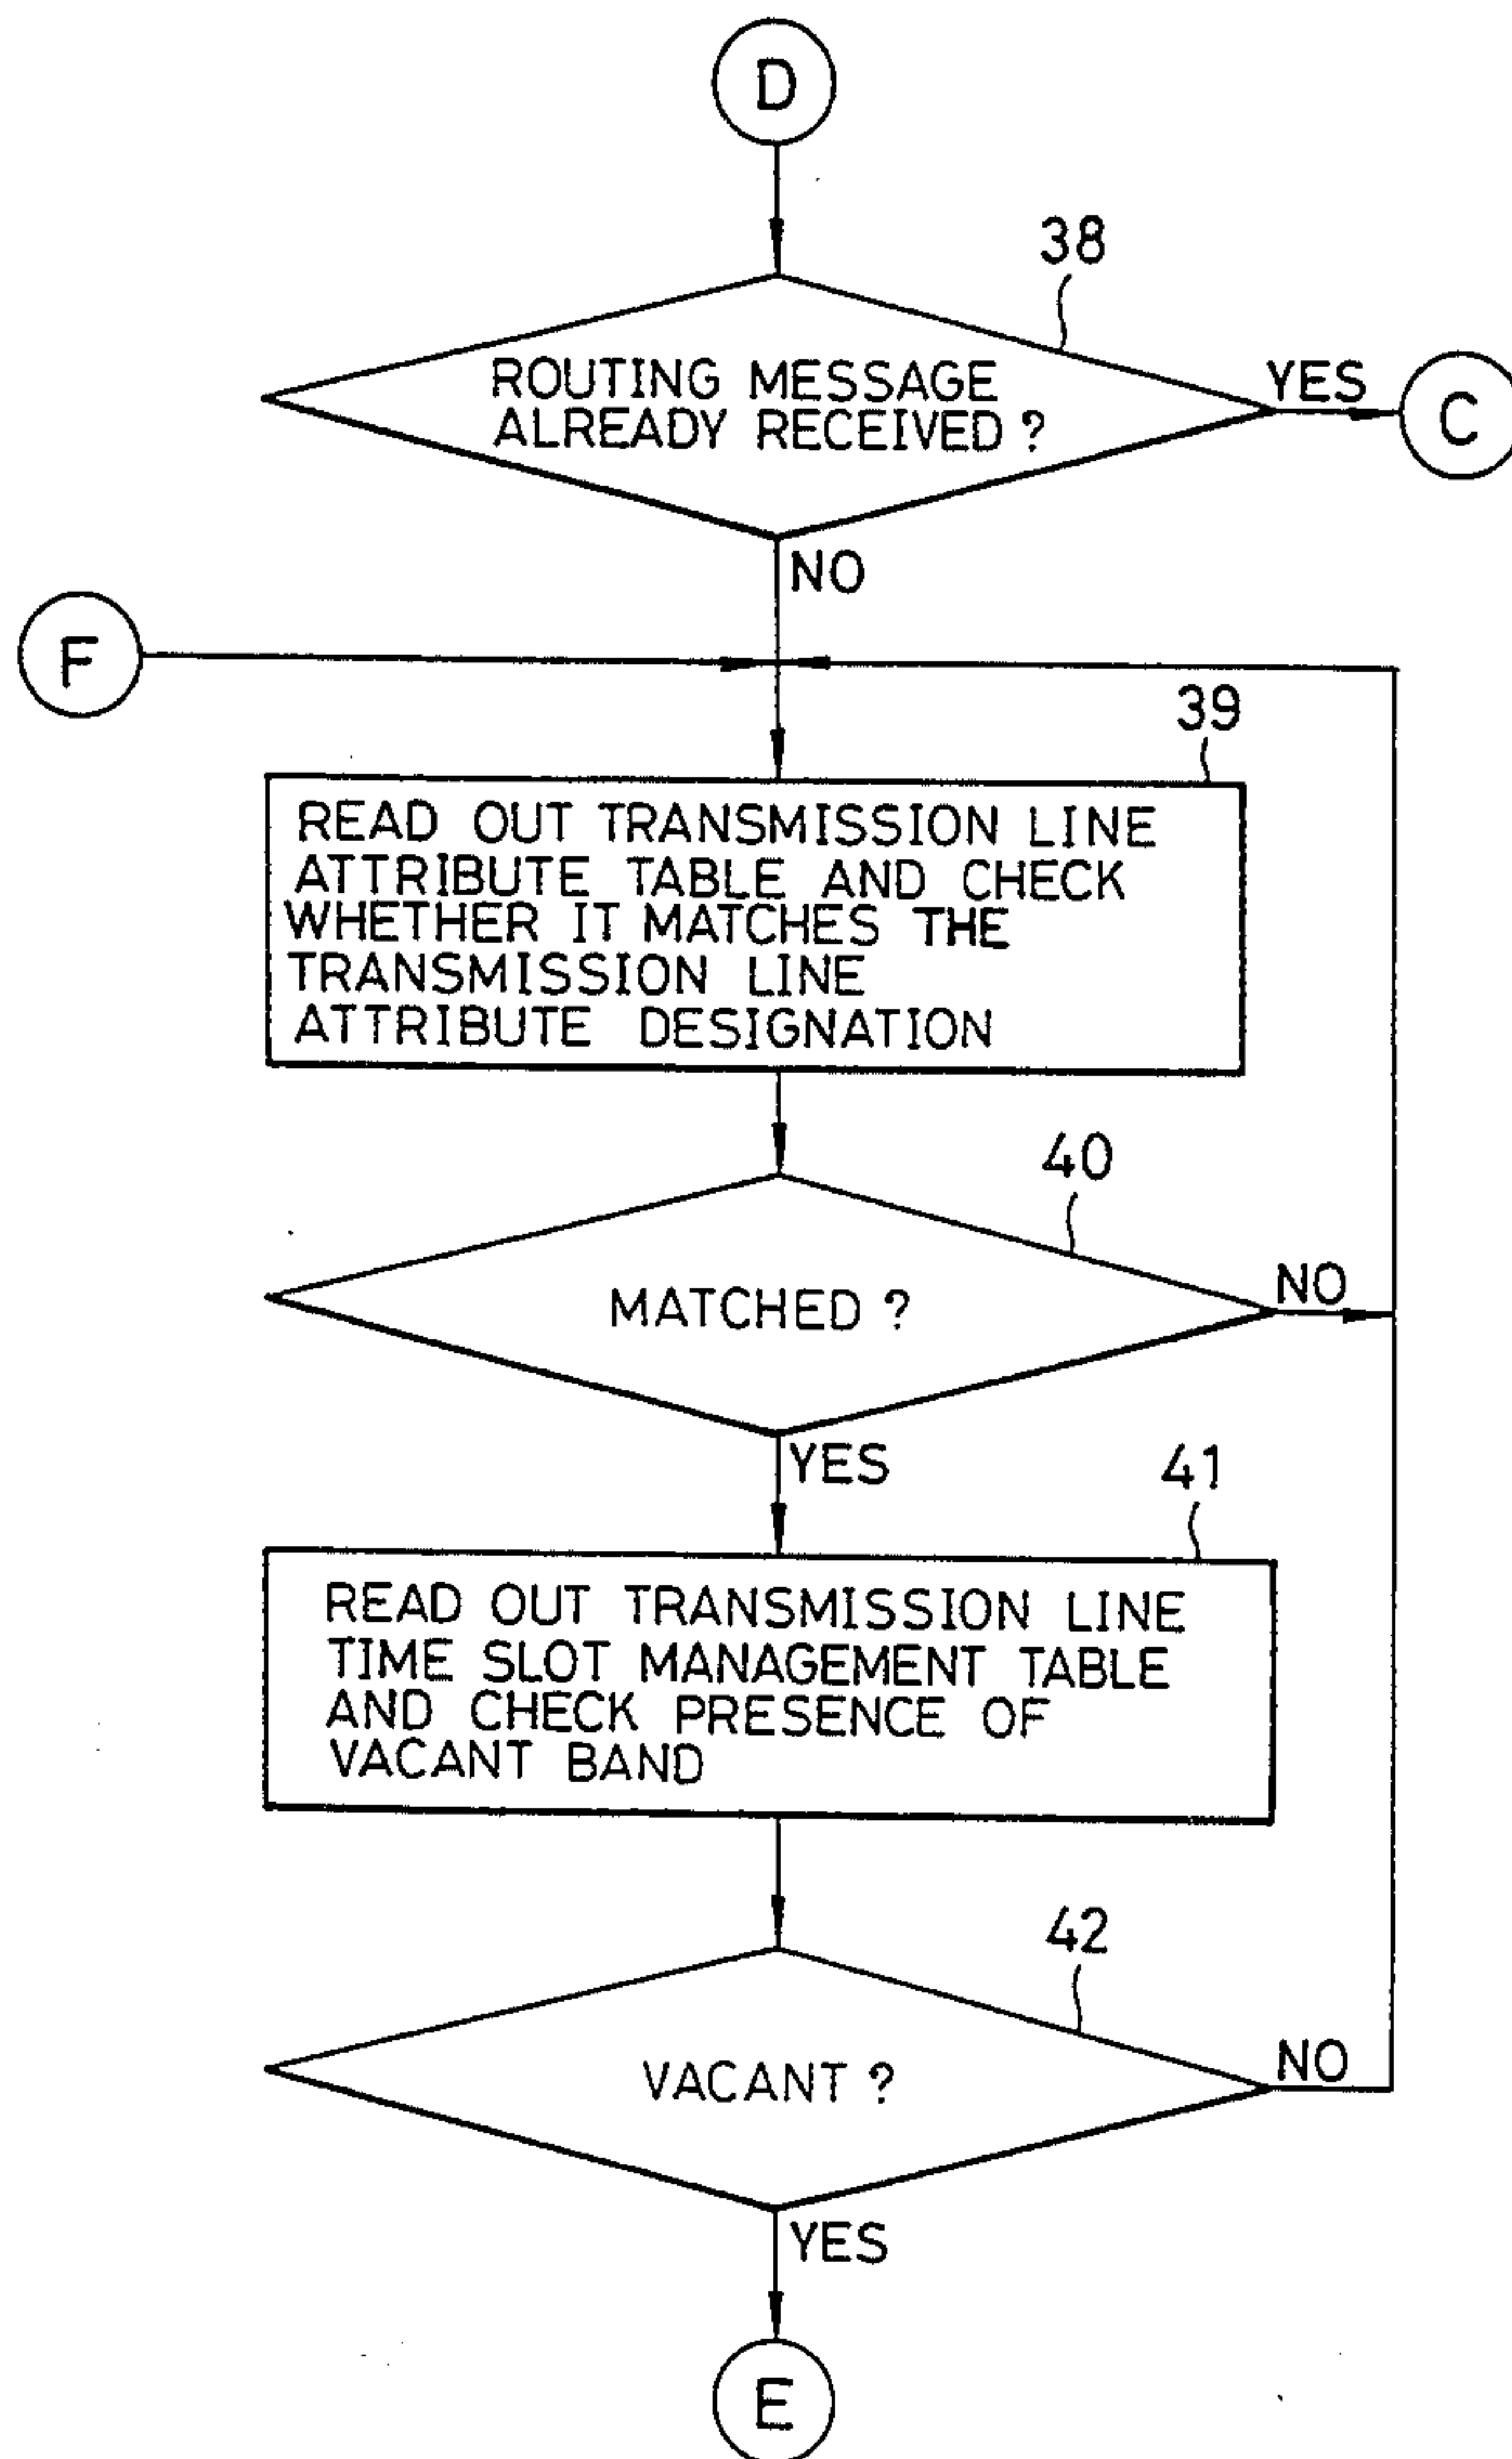 D
38
ROUTING MESSAGE
ALREADY RECEIVED ?
YES
C
NO
F
39
READ OUT TRANSMISSION LINE
ATTRIBUTE TABLE AND CHECK
WHETHER IT MATCHES THE
TRANSMISSION LINE
ATTRIBUTE DESIGNATION
40
MATCHED ?
NO
YES
41
READ OUT TRANSMISSION LINE
TIME SLOT MANAGEMENT TABLE
AND CHECK PRESENCE OF
VACANT BAND
42
VACANT ?
NO
YES
E